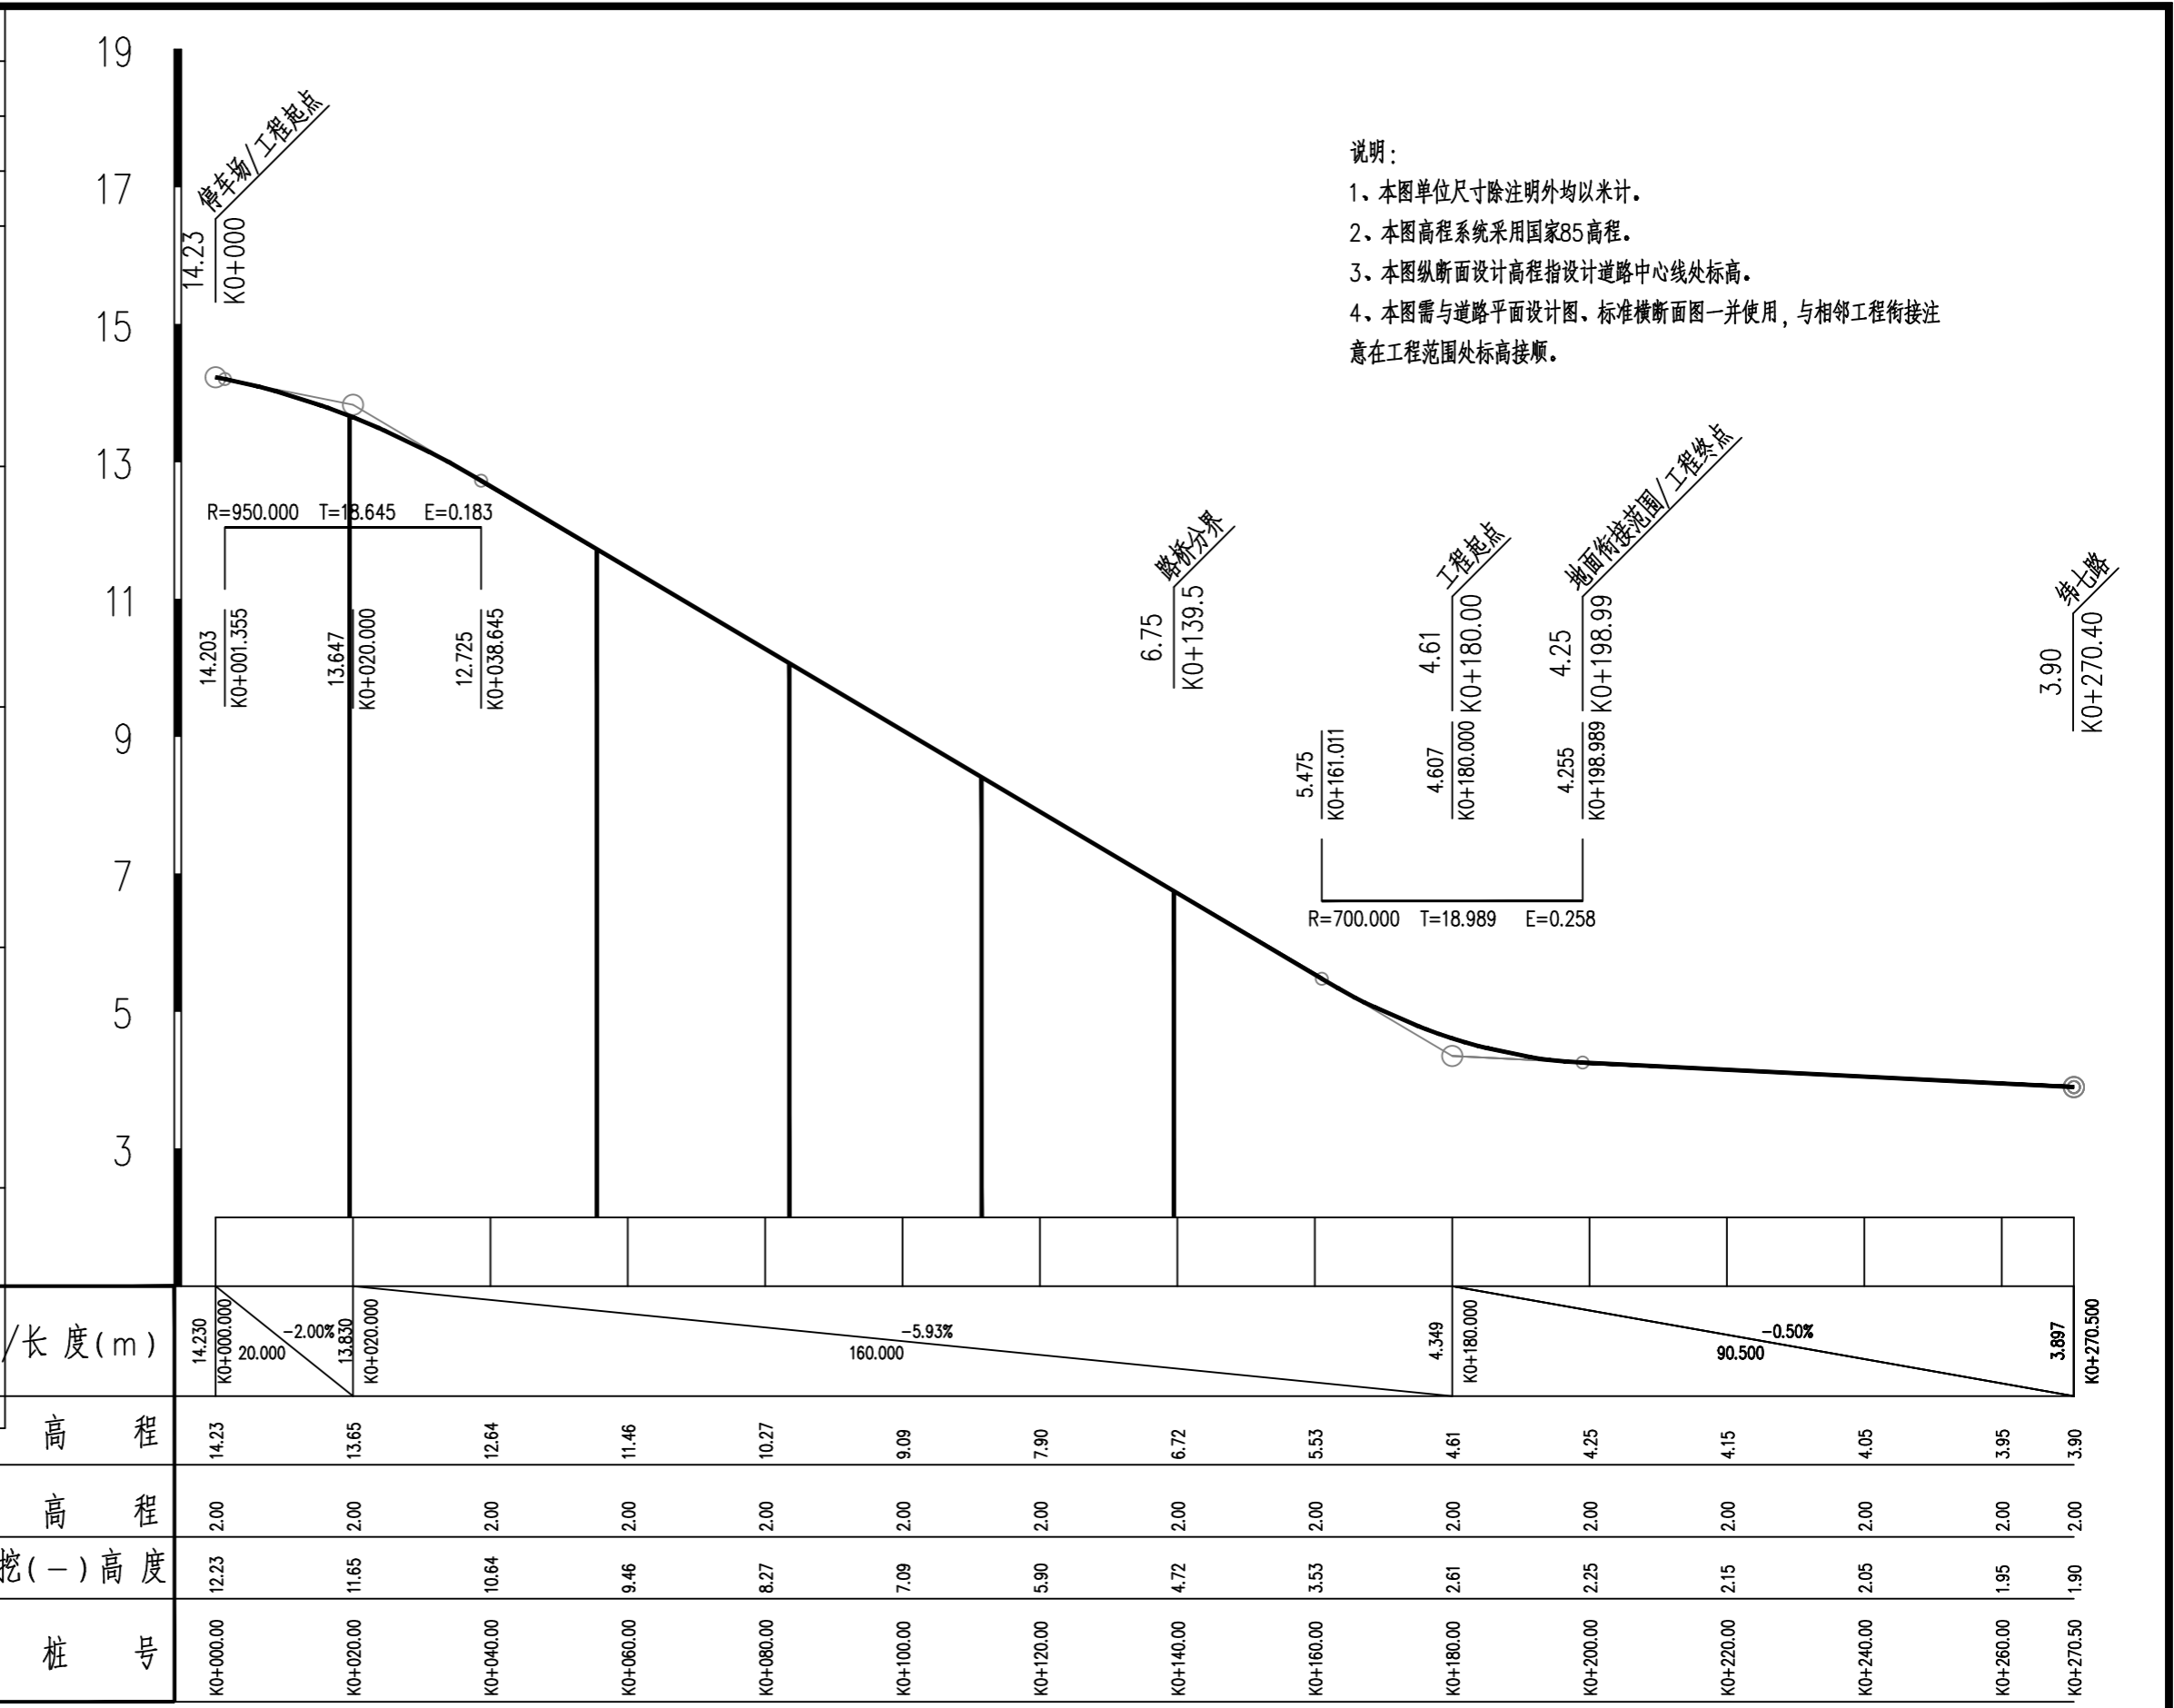 19
17
15
13
11
9
7
5
3
停车场/工程起点
14.23
K0+000
说明：
1、本图单位尺寸除注明外均以米计。
2、本图高程系统采用国家85高程。
3、本图纵断面设计高程指设计道路中心线处标高。
4、本图需与道路平面设计图、标准横断面图一并使用，与相邻工程衔接注
意在工程范围处标高接顺。
R=950.000 T=18.645 E=0.183
14.203
K0+001.355
13.647
K0+020.000
12.725
K0+038.645
路桥分界
6.75
K0+139.5
工程起点
4.61
K0+180.00
地面衔接范围/工程终点
4.25
K0+198.99
纬七路
3.90
K0+270.40
5.475
K0+161.011
4.607
K0+180.000
4.255
K0+198.989
R=700.000 T=18.989 E=0.258
/长 度(m)
14.230
K0+000.000
-2.00%
20.000
13.830
K0+020.000
-5.93%
160.000
4.349
K0+180.000
-0.50%
90.500
3.897
K0+270.500
高 程 14.23 13.65 12.64 11.46 10.27 9.09 7.90 6.72 5.53 4.61 4.25 4.15 4.05 3.95 3.90
高 程 2.00 2.00 2.00 2.00 2.00 2.00 2.00 2.00 2.00 2.00 2.00 2.00 2.00 2.00 2.00
挖(-)高 度 12.23 11.65 10.64 9.46 8.27 7.09 5.90 4.72 3.53 2.61 2.25 2.15 2.05 1.95 1.90
桩 号 K0+000.00 K0+020.00 K0+040.00 K0+060.00 K0+080.00 K0+100.00 K0+120.00 K0+140.00 K0+160.00 K0+180.00 K0+200.00 K0+220.00 K0+240.00 K0+260.00 K0+270.50